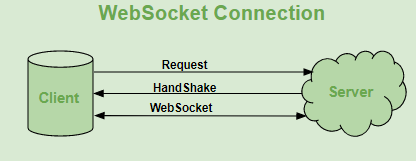 WebSocket Connection
Request
HandShake
Client
Server
WebSocket